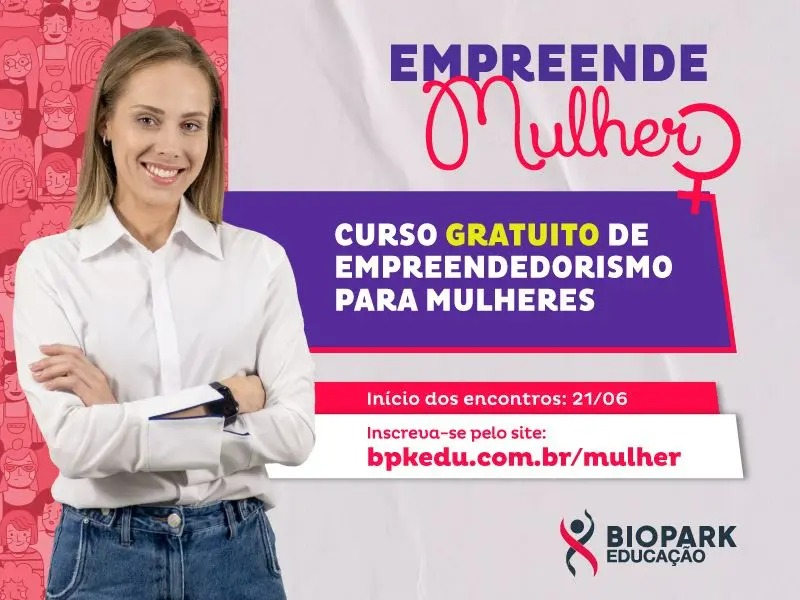 EMPREENDE
Mulher
CURSO GRATUITO DE
EMPREENDEDORISMO
PARA MULHERES
Início dos encontros: 21/06
Inscreva-se pelo site:
bpkedu.com.br/mulher
BIOPARK
EDUCAÇÃO